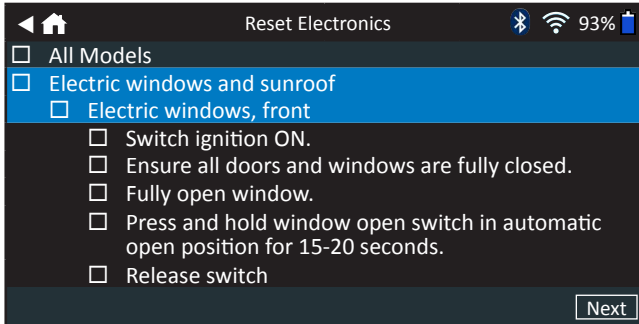 Reset Electronics 93%
All Models
Electric windows and sunroof
Electric windows, front
Switch ignition ON.
Ensure all doors and windows are fully closed.
Fully open window.
Press and hold window open switch in automatic
open position for 15-20 seconds.
Release switch
Next